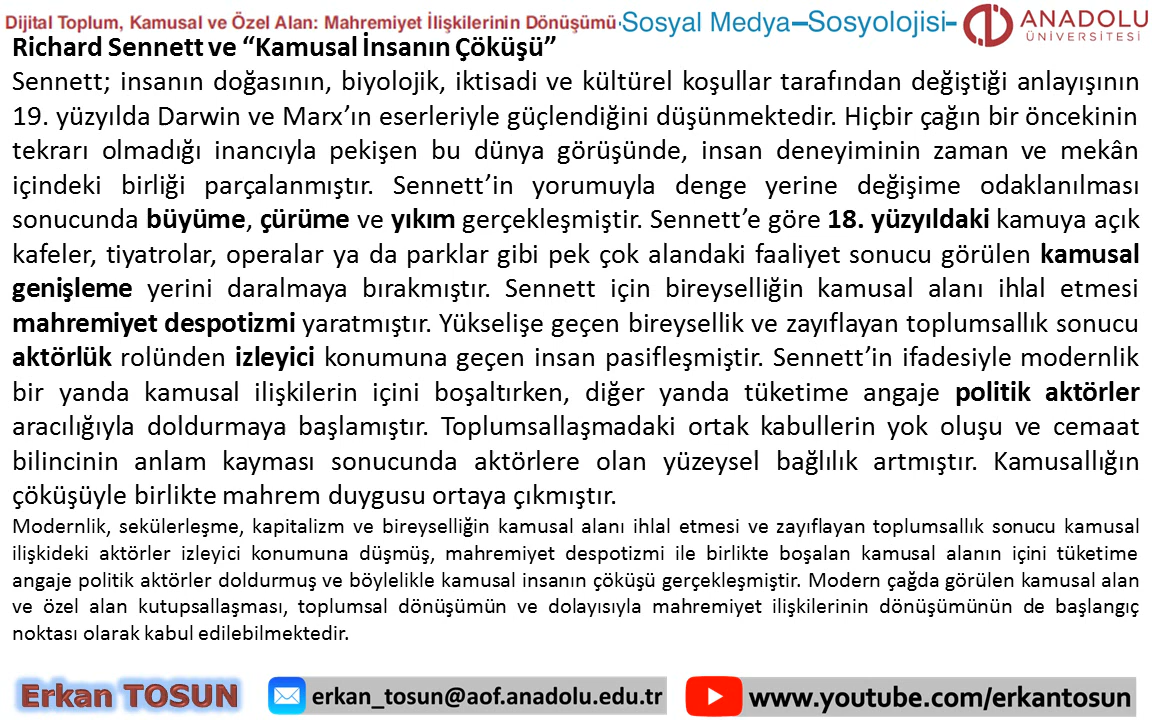 Dijital Toplum, Kamusal ve Özel Alan: Mahremiyet İlişkilerinin Dönüşümü-Sosyal Medya–Sosyolojisi–
ANADOLU
ÜNİVERSİTESİ
Richard Sennett ve “Kamusal İnsanın Çöküşü”
Sennett; insanın doğasının, biyolojik, iktisadi ve kültürel koşullar tarafından değiştiği anlayışının
19. yüzyılda Darwin ve Marx’ın eserleriyle güçlendiğini düşünmektedir. Hiçbir çağın bir öncekinin
tekrarı olmadığı inancıyla pekişen bu dünya görüşünde, insan deneyiminin zaman ve mekân
içindeki birliği parçalanmıştır. Sennett’in yorumuyla denge yerine değişime odaklanılması
sonucunda büyüme, çürüme ve yıkım gerçekleşmiştir. Sennett’e göre 18. yüzyıldaki kamuya açık
kafeler, tiyatrolar, operalar ya da parklar gibi pek çok alandaki faaliyet sonucu görülen kamusal
genişleme yerini daralmaya bırakmıştır. Sennett için bireyselliğin kamusal alanı ihlal etmesi
mahremiyet despotizmi yaratmıştır. Yükselişe geçen bireysellik ve zayıflayan toplumsallık sonucu
aktörlük rolünden izleyici konumuna geçen insan pasifleşmiştir. Sennett’in ifadesiyle modernlik
bir yanda kamusal ilişkilerin içini boşaltırken, diğer yanda tüketime angaje politik aktörler
aracılığıyla doldurmaya başlamıştır. Toplumsallaşmadaki ortak kabullerin yok oluşu ve cemaat
bilincinin anlam kayması sonucunda aktörlere olan yüzeysel bağlılık artmıştır. Kamusallığın
çöküşüyle birlikte mahrem duygusu ortaya çıkmıştır.
Modernlik, sekülerleşme, kapitalizm ve bireyselliğin kamusal alanı ihlal etmesi ve zayıflayan toplumsallık sonucu kamusal
ilişkideki aktörler izleyici konumuna düşmüş, mahremiyet despotizmi ile birlikte boşalan kamusal alanın içini tüketime
angaje politik aktörler doldurmuş ve böylelikle kamusal insanın çöküşü gerçekleşmiştir. Modern çağda görülen kamusal alan
ve özel alan kutupsallaşması, toplumsal dönüşümün ve dolayısıyla mahremiyet ilişkilerinin dönüşümünün de başlangıç
noktası olarak kabul edilebilmektedir.
Erkan TOSUN erkan_tosun@aof.anadolu.edu.tr www.youtube.com/erkantosun